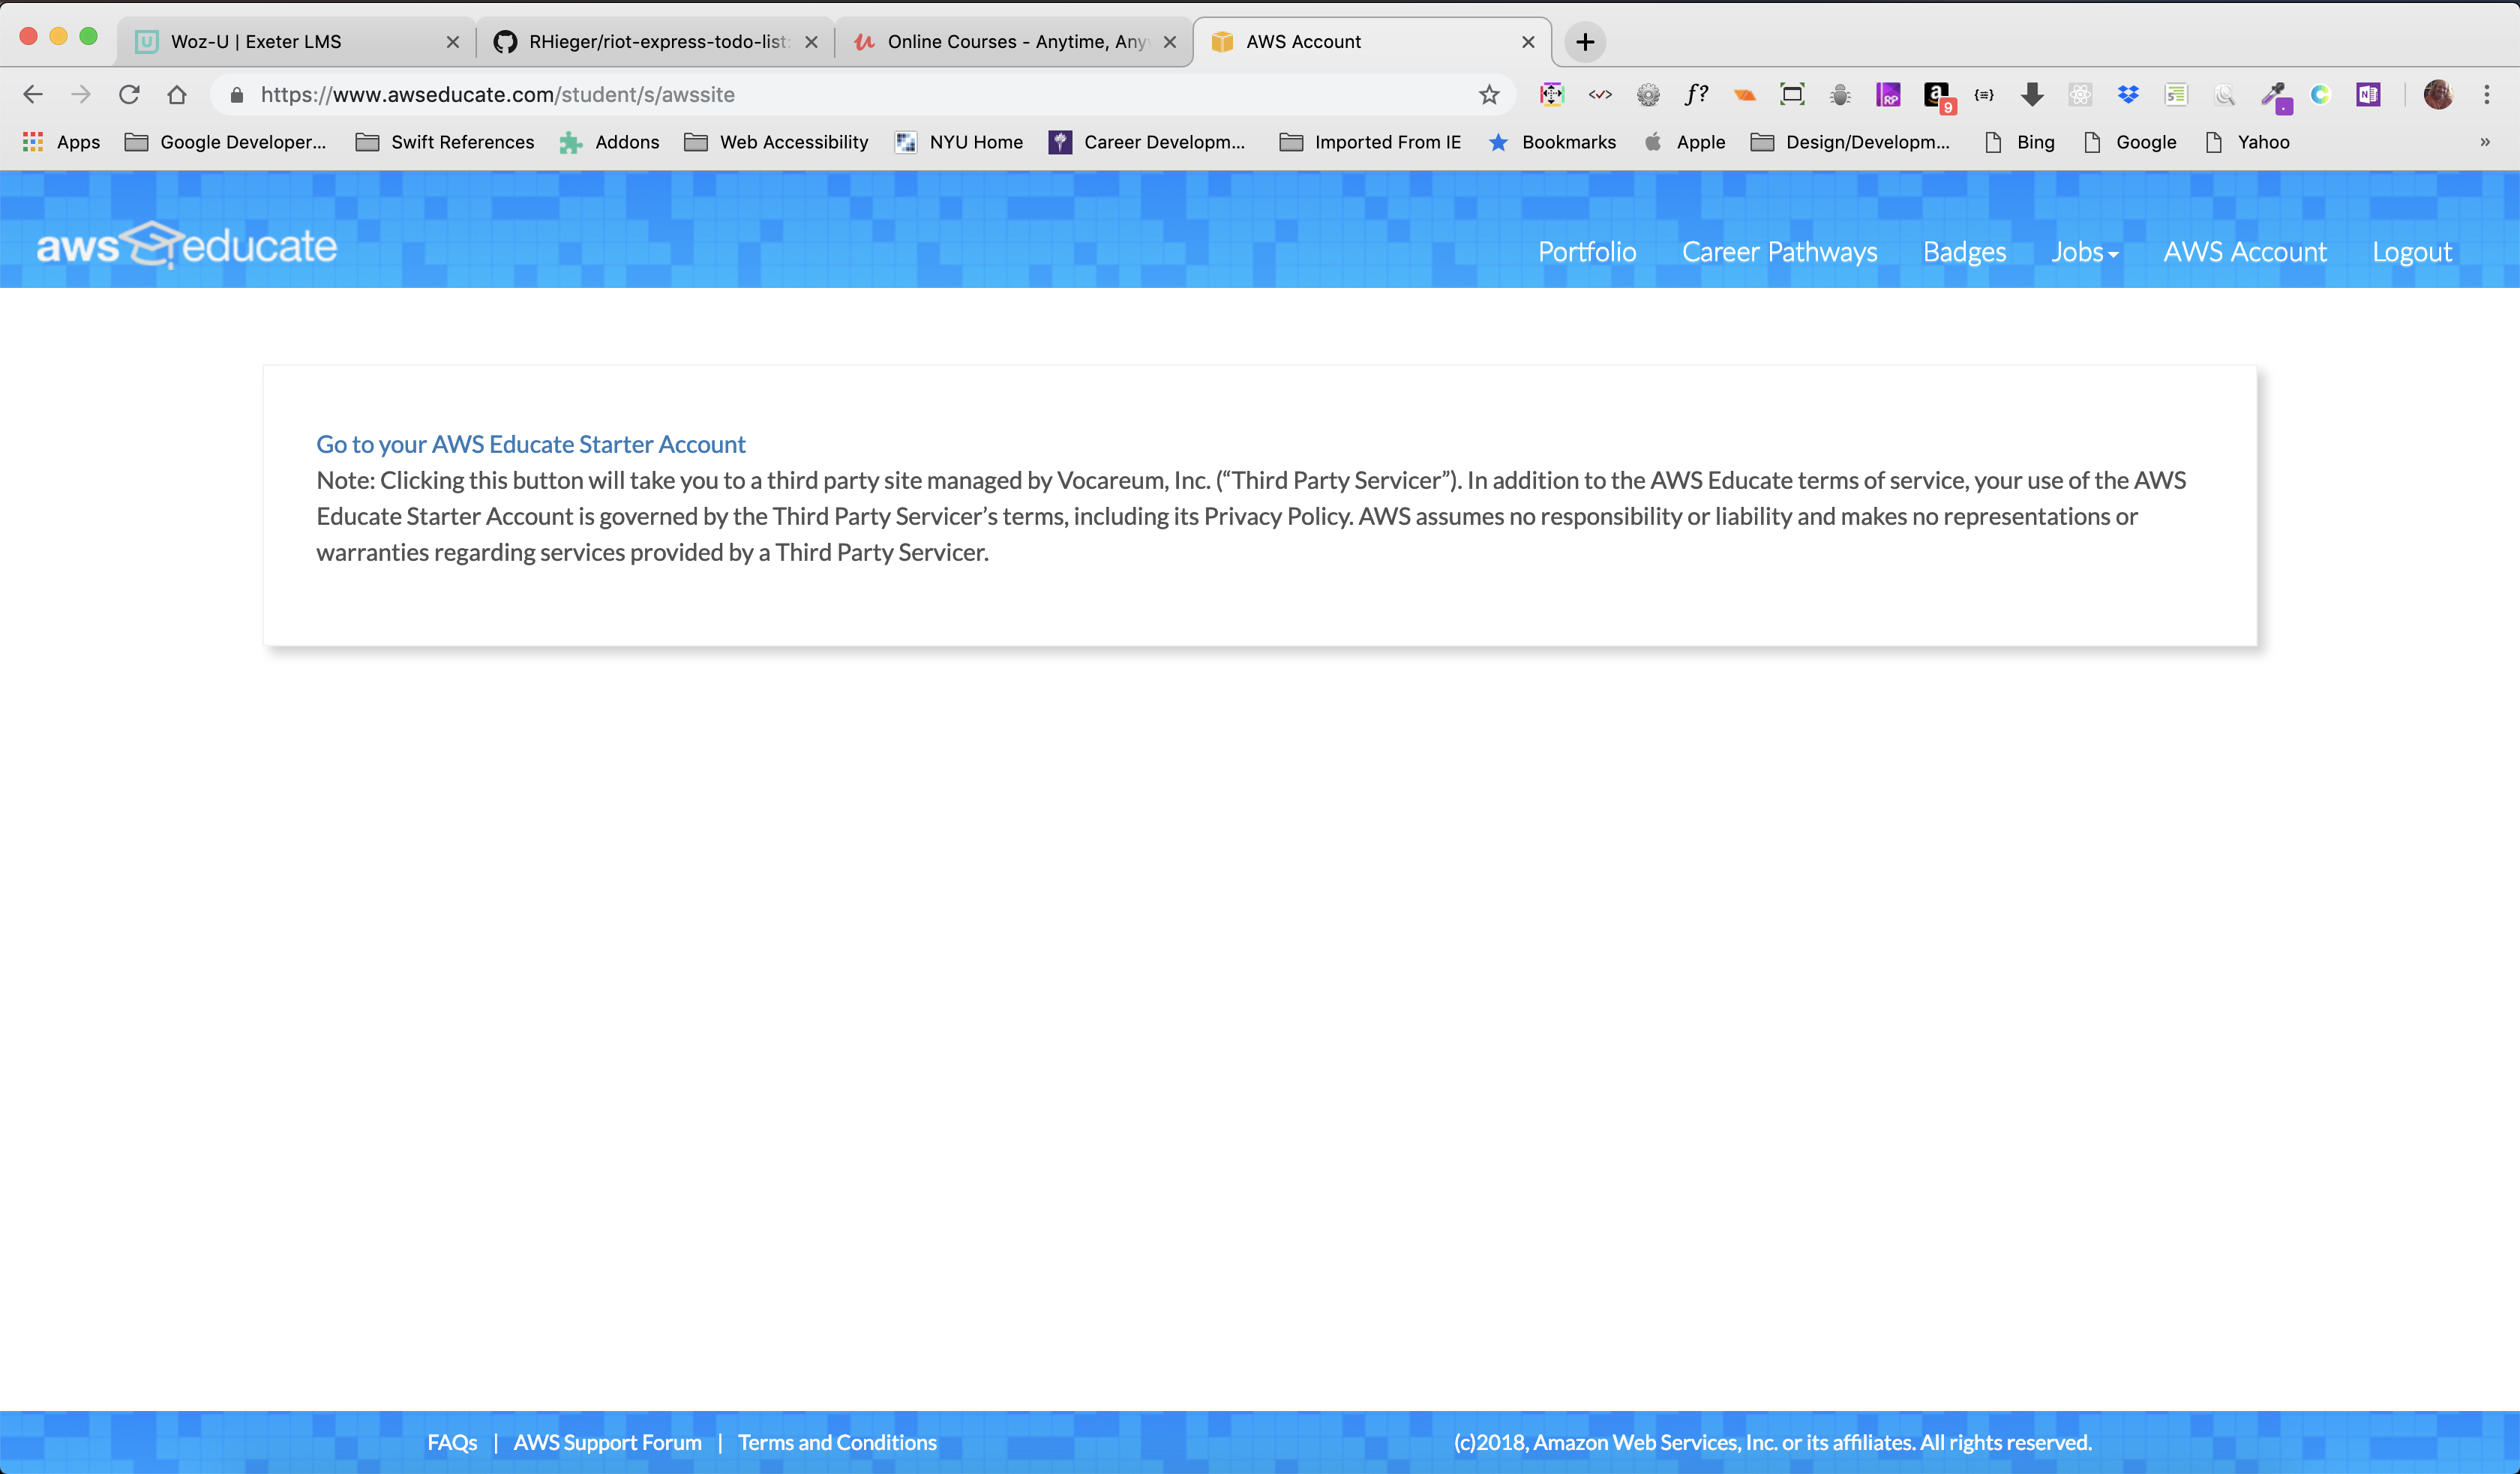 Woz-U | Exeter LMS
RHieger/riot-express-todo-list:
Online Courses - Anytime, Any
AWS Account
https://www.awseducate.com/student/s/awssite
f?
RP
a
9
N
Apps
Google Developer...
Swift References
Addons
Web Accessibility
NYU Home
Career Developm...
Imported From IE
Bookmarks
Apple
Design/Developm...
Bing
Google
Yahoo
»
aws educate
Portfolio
Career Pathways
Badges
Jobs
AWS Account
Logout
Go to your AWS Educate Starter Account
Note: Clicking this button will take you to a third party site managed by Vocareum, Inc. (“Third Party Servicer”). In addition to the AWS Educate terms of service, your use of the AWS
Educate Starter Account is governed by the Third Party Servicer’s terms, including its Privacy Policy. AWS assumes no responsibility or liability and makes no representations or
warranties regarding services provided by a Third Party Servicer.
FAQs | AWS Support Forum | Terms and Conditions
(c)2018, Amazon Web Services, Inc. or its affiliates. All rights reserved.